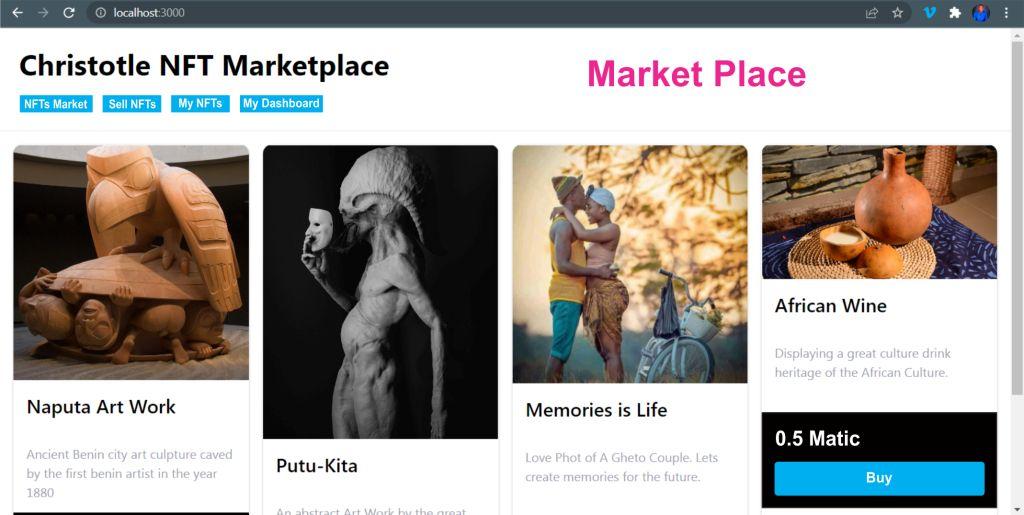 localhost:3000
Christotle NFT Marketplace
Market Place
NFTs Market
Sell NFTs
My NFTs
My Dashboard
Naputa Art Work
Ancient Benin city art culpture caved
by the first benin artist in the year
1880
Putu-Kita
An abstract Art Work by the great
Memories is Life
Love Phot of A Gheto Couple. Lets
create memories for the future.
African Wine
Displaying a great culture drink
heritage of the African Culture.
0.5 Matic
Buy